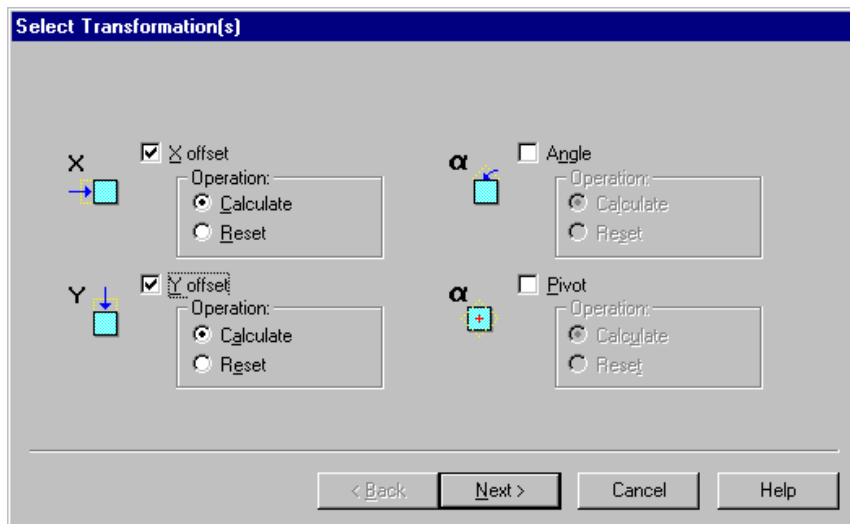 Select Transformation(s)
X
X offset
Operation:
Calculate
Reset
α
Angle
Operation:
Calculate
Reset
Y
Y offset
Operation:
Calculate
Reset
α
Pivot
Operation:
Calculate
Reset
< Back
Next >
Cancel
Help